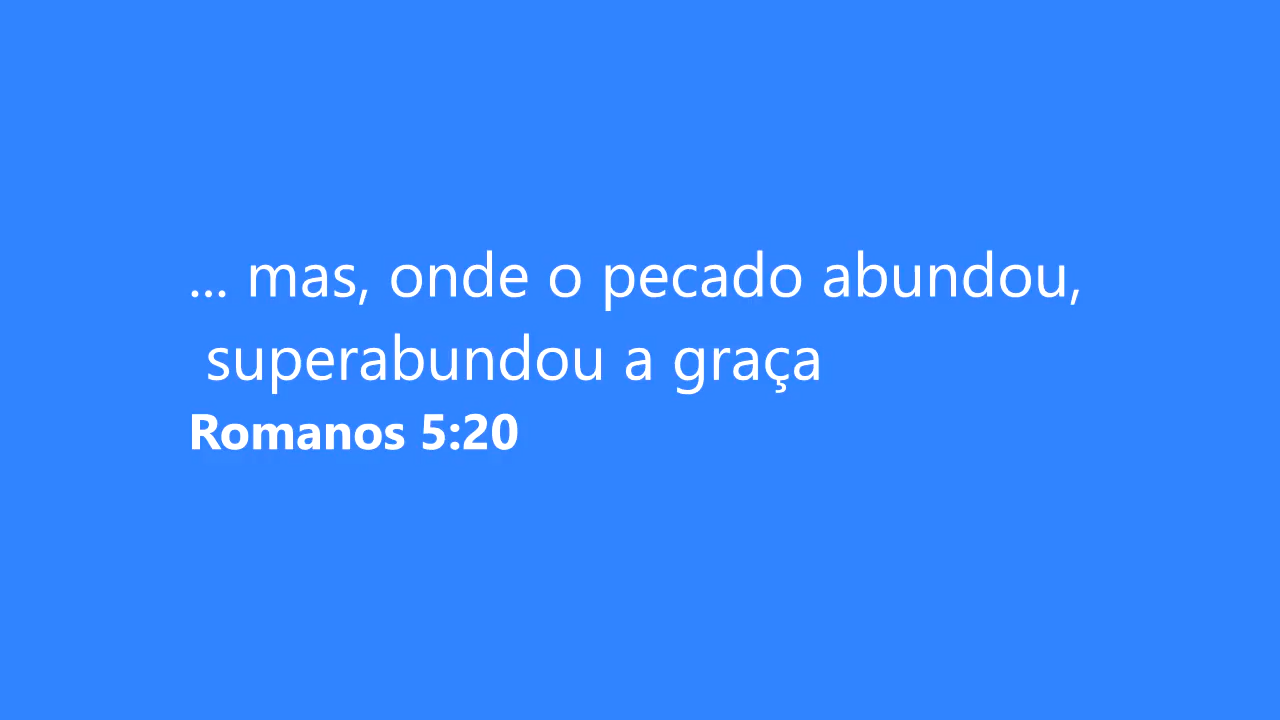 ... mas, onde o pecado abundou,
superabundou a graça
Romanos 5:20